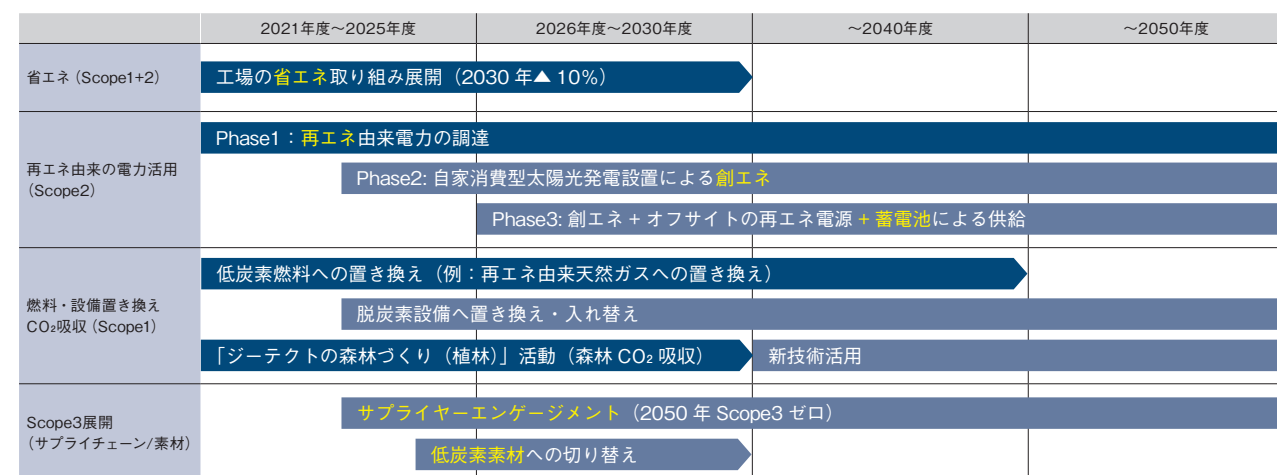 2021年度～2025年度 2026年度～2030年度 ～2040年度 ～2050年度
省エネ（Scope1+2）
工場の省エネ取り組み展開（2030 年▲ 10％）
再エネ由来の電力活用
（Scope2）
Phase1：再エネ由来電力の調達
Phase2: 自家消費型太陽光発電設置による創エネ
Phase3: 創エネ + オフサイトの再エネ電源 + 蓄電池による供給
燃料・設備置き換え
CO₂吸収（Scope1）
低炭素燃料への置き換え（例：再エネ由来天然ガスへの置き換え）
脱炭素設備へ置き換え・入れ替え
「ジーテクトの森林づくり（植林）」活動（森林 CO₂ 吸収） 新技術活用
Scope3展開
（サプライチェーン/素材）
サプライヤーエンゲージメント（2050 年 Scope3 ゼロ）
低炭素素材への切り替え